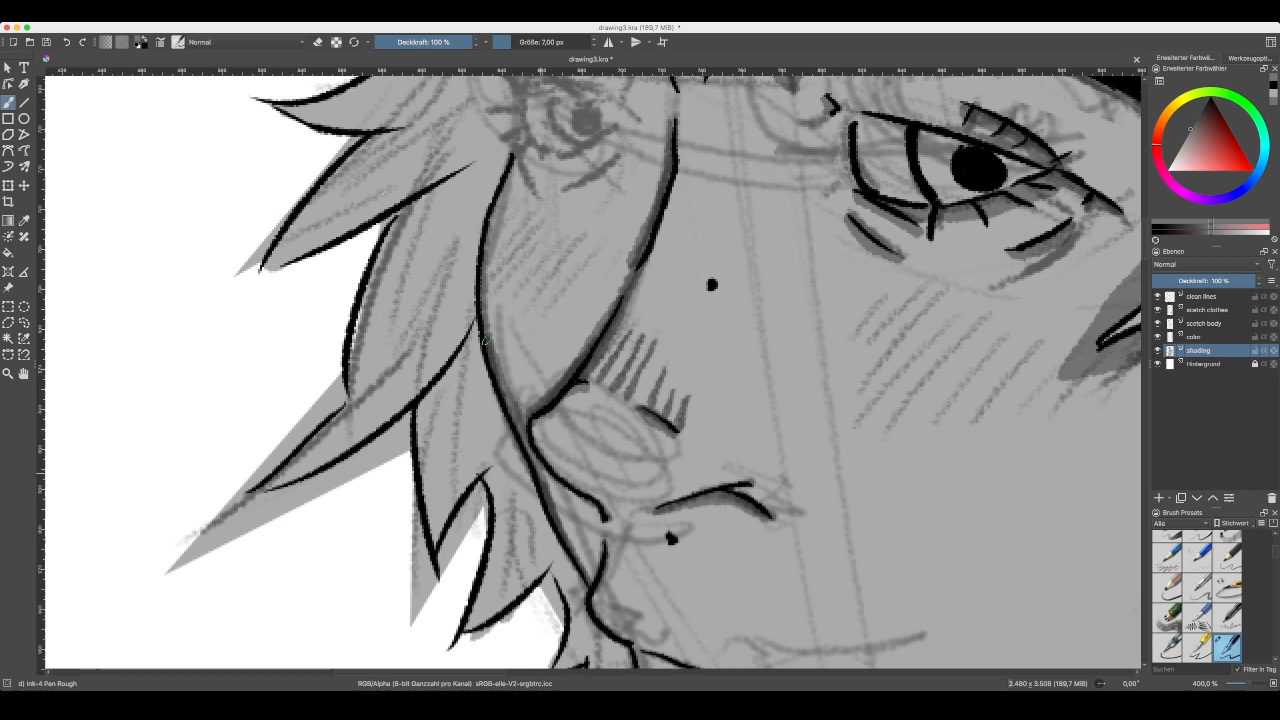 drawing3.kra (189,7 MiB) *
Normal
Deckkraft: 100 %
Größe: 7,00 px
drawing3.kra *
Erweiterter Farbwä...
Werkzeugopti...
Erweiterter Farbwähler
Ebenen
Normal
Deckkraft: 100 %
clean lines
scatch clothes
scetch body
color
shading
Hintergrund
Brush Presets
Alle
Stichwort
Suchen
Filter in Tag
d) Ink-4 Pen Rough
RGB/Alpha (8-bit Ganzzahl pro Kanal) sRGB-elle-V2-srgbtrc.icc
2.480 x 3.508 (189,7 MiB)
0,00°
400,0 %